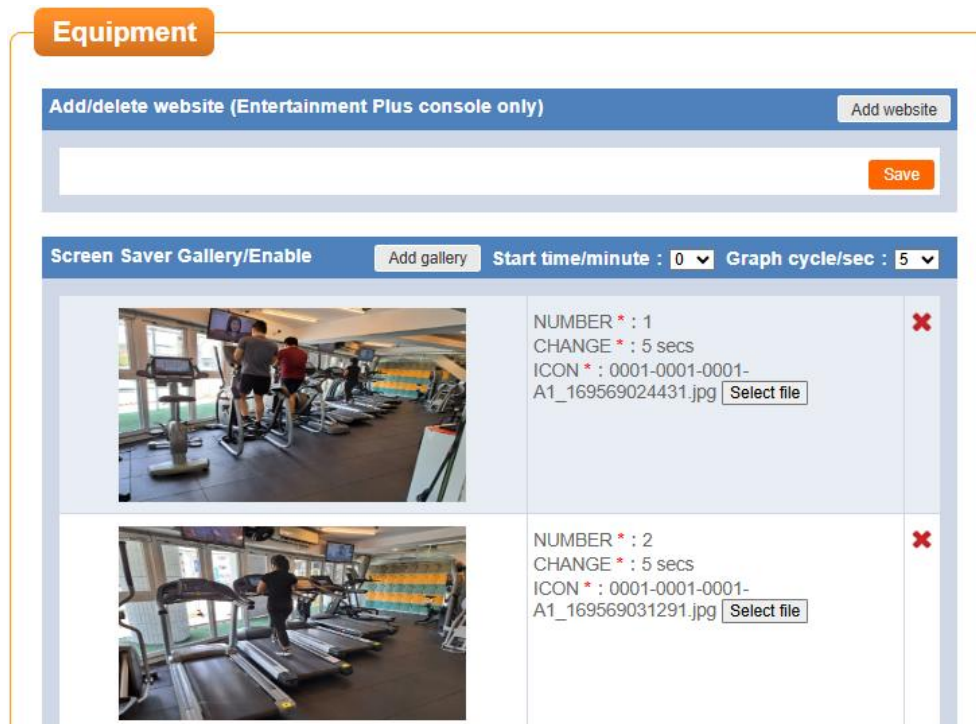 Equipment
Add/delete website (Entertainment Plus console only) Add website
Save
Screen Saver Gallery/Enable Add gallery Start time/minute : 0 Graph cycle/sec : 5
NUMBER * : 1
CHANGE * : 5 secs
ICON * : 0001-0001-0001-
A1_169569024431.jpg Select file
NUMBER * : 2
CHANGE * : 5 secs
ICON * : 0001-0001-0001-
A1_169569031291.jpg Select file